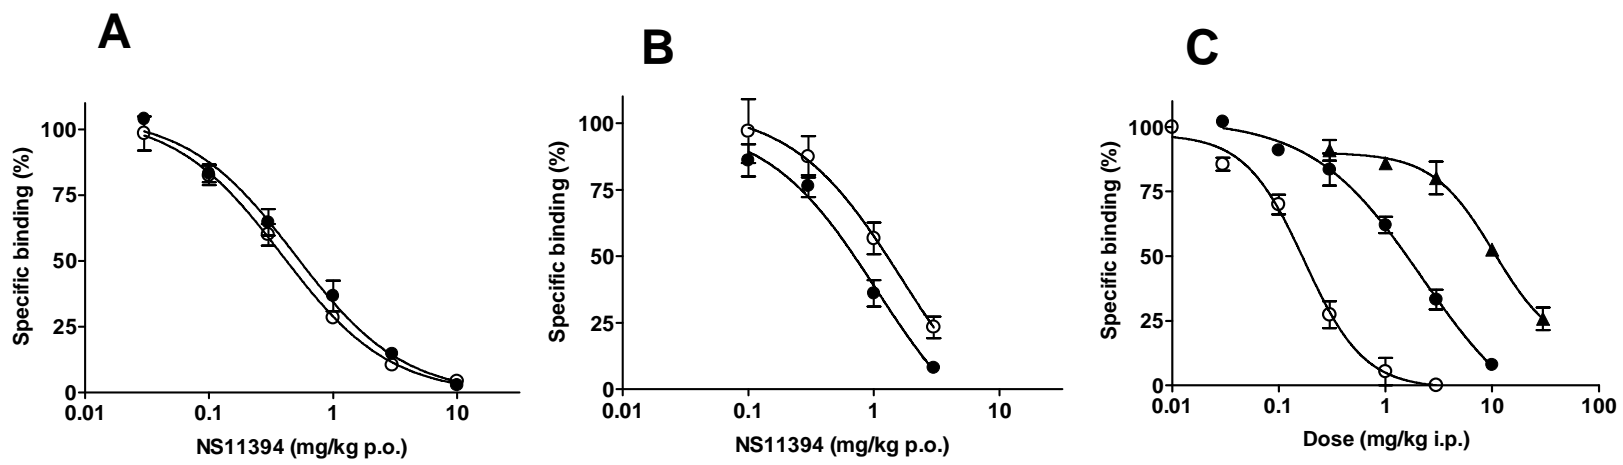 A
Specific binding (%)
100
75
50
25
0
0.01 0.1 1 10
NS11394 (mg/kg p.o.)
B
Specific binding (%)
100
75
50
25
0
0.01 0.1 1 10
NS11394 (mg/kg p.o.)
C
Specific binding (%)
100
75
50
25
0
0.01 0.1 1 10 100
Dose (mg/kg i.p.)